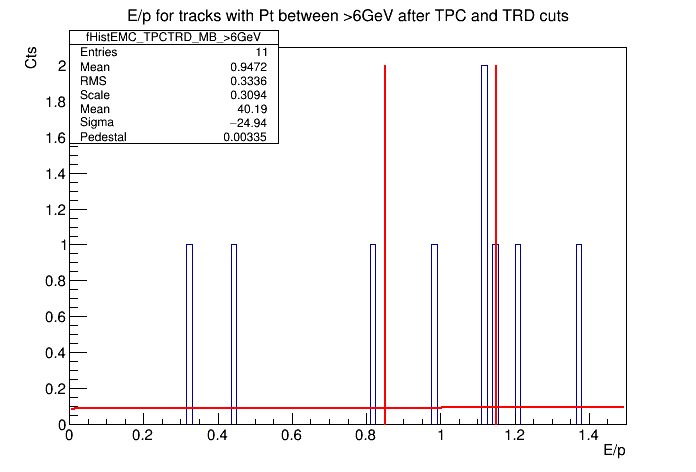 E/p for tracks with Pt between >6GeV after TPC and TRD cuts
fHistEMC_TPCTRD_MB_>6GeV
Entries 11
Mean 0.9472
RMS 0.3336
Scale 0.3094
Mean 40.19
Sigma −24.94
Pedestal 0.00335
Cts
2
1.8
1.6
1.4
1.2
1
0.8
0.6
0.4
0.2
0
0 0.2 0.4 0.6 0.8 1 1.2 1.4
E/p